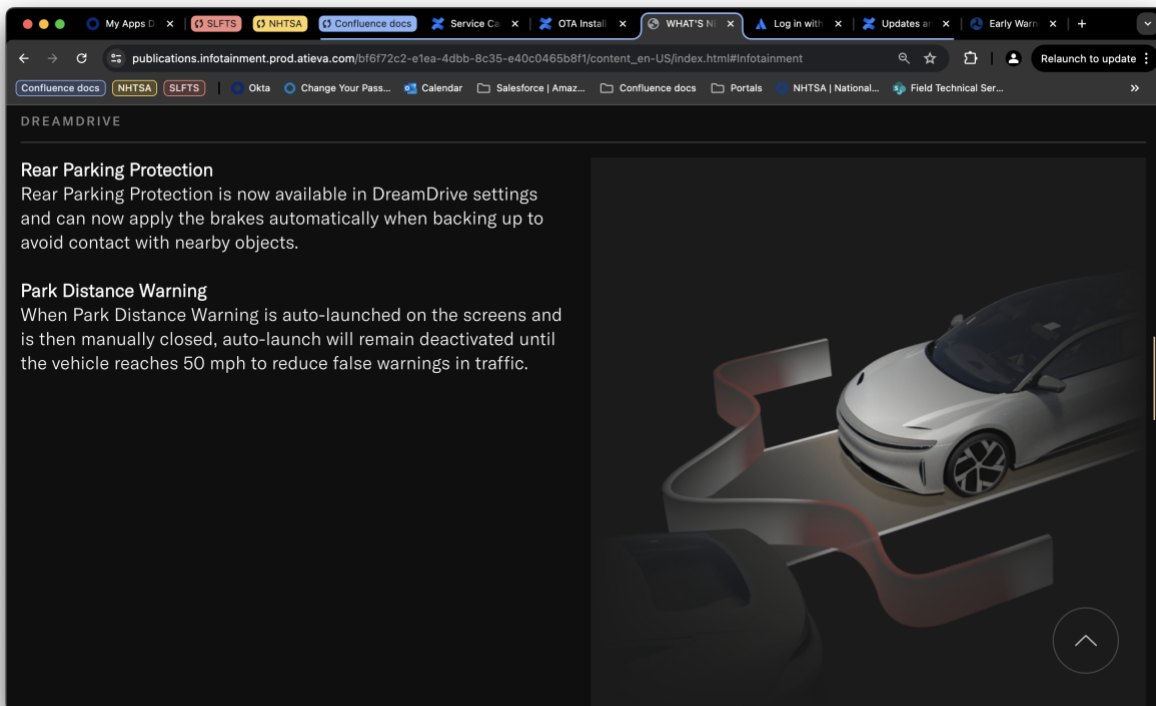 My Apps D
SLFTS
NHTSA
Confluence docs
Service Ca
OTA Instal
WHAT'S NE
Log in with
Updates a
Early Warn
publications.infotainment.prod.atieva.com/bf6f72c2-e1ea-4dbb-8c35-e40c0465b8f1/content_en-US/index.html#Infotainment
Relaunch to update
Confluence docs
NHTSA
SLFTS
Okta
Change Your Pass...
Calendar
Salesforce | Amaz...
Confluence docs
Portals
NHTSA | National...
Field Technical Ser...
DREAMDRIVE
Rear Parking Protection
Rear Parking Protection is now available in DreamDrive settings
and can now apply the brakes automatically when backing up to
avoid contact with nearby objects.
Park Distance Warning
When Park Distance Warning is auto-launched on the screens and
is then manually closed, auto-launch will remain deactivated until
the vehicle reaches 50 mph to reduce false warnings in traffic.